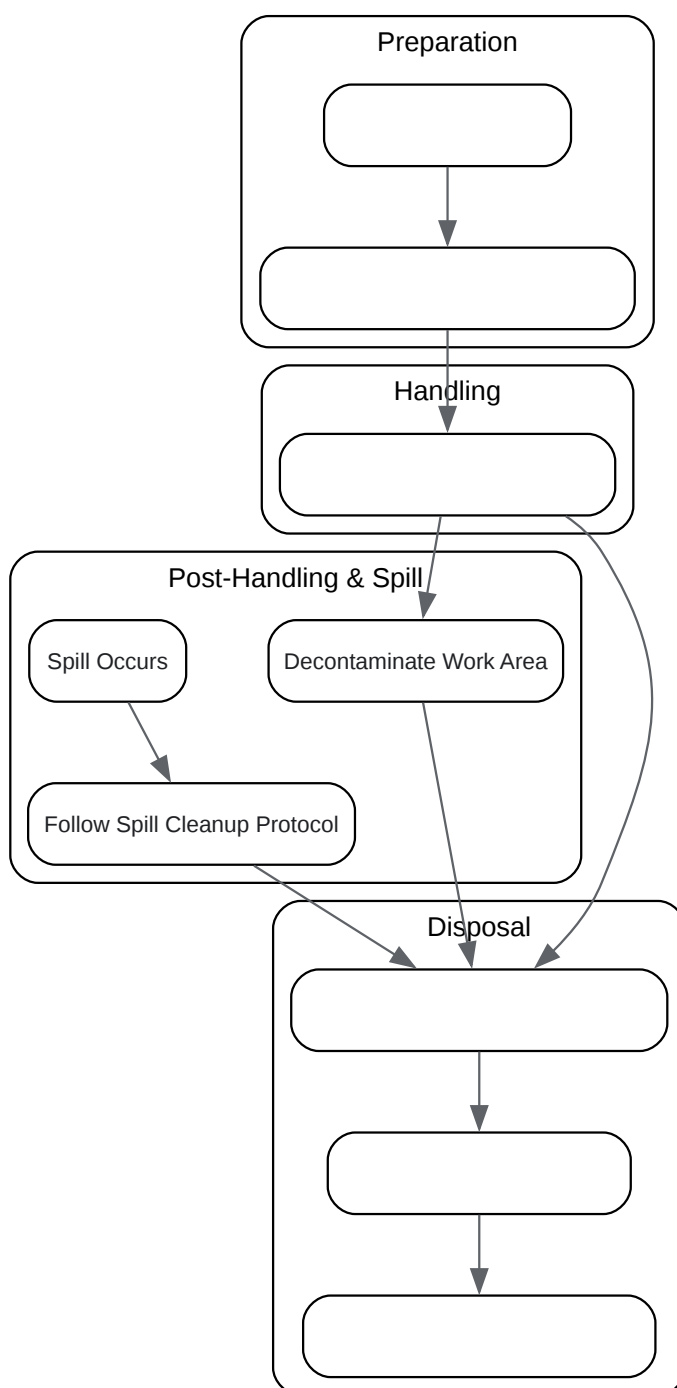 Preparation
Handling
Post-Handling & Spill
Spill Occurs
Decontaminate Work Area
Follow Spill Cleanup Protocol
Disposal